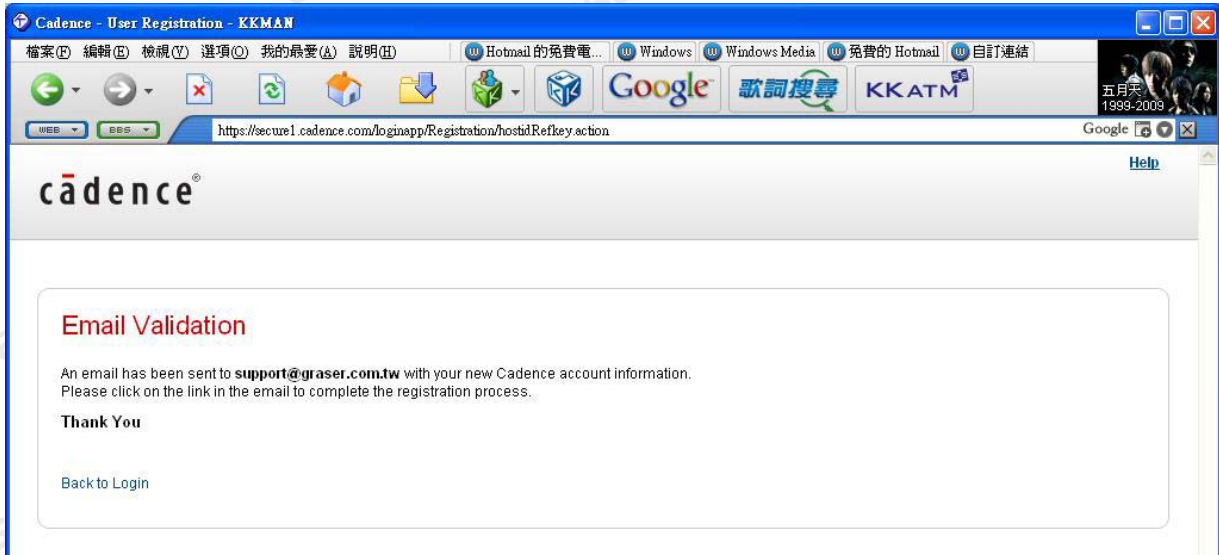 Cadence - User Registration - KKMAN
檔案(F) 編輯(E) 檢視(V) 選項(O) 我的最愛(A) 說明(H) Hotmail 的免費電... Windows Windows Media 免費的 Hotmail 自訂連結
Google 歌詞搜尋 KKATM
五月天
1999-2009
WEB BBS https://secure1.cadence.com/loginapp/Registration/hostidRefkey.action Google
Help
cādence®
Email Validation
An email has been sent to support@graser.com.tw with your new Cadence account information.
Please click on the link in the email to complete the registration process.
Thank You
Back to Login